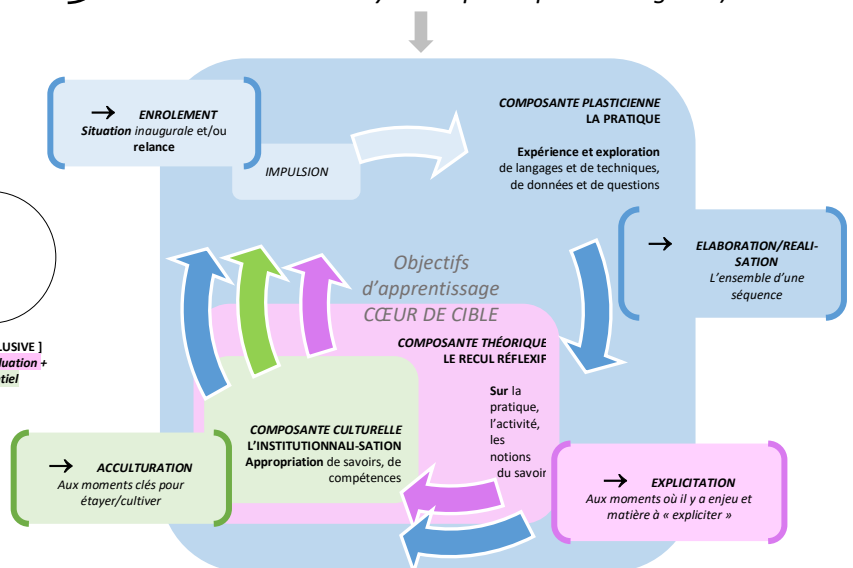 → ENROLEMENT
Situation inaugurale et/ou
relance
IMPULSION
COMPOSANTE PLASTICIENNE
LA PRATIQUE
Expérience et exploration
de langages et de techniques,
de données et de questions
→ ELABORATION/REALI-
SATION
L'ensemble d'une
séquence
Objectifs
d'apprentissage
CŒUR DE CIBLE
COMPOSANTE THÉORIQUE
LE RECUL RÉFLEXIF
Sur la
pratique,
l'activité,
les
notions
du savoir
LUSIVE ]
luation +
tiel
COMPOSANTE CULTURELLE
L'INSTITUTIONNALI-SATION
Appropriation de savoirs, de
compétences
→ ACCULTURATION
Aux moments clés pour
étayer/cultiver
→ EXPLICITATION
Aux moments où il y a enjeu et
matière à « expliciter »